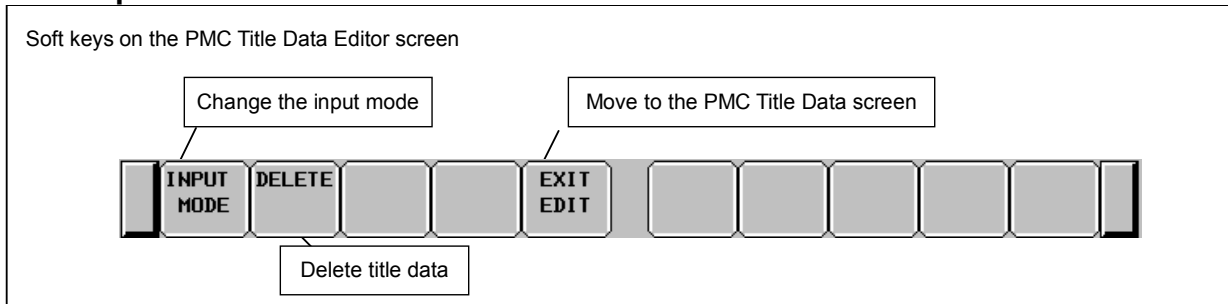 Soft keys on the PMC Title Data Editor screen
Change the input mode
Move to the PMC Title Data screen
INPUT MODE
DELETE
EXIT EDIT
Delete title data